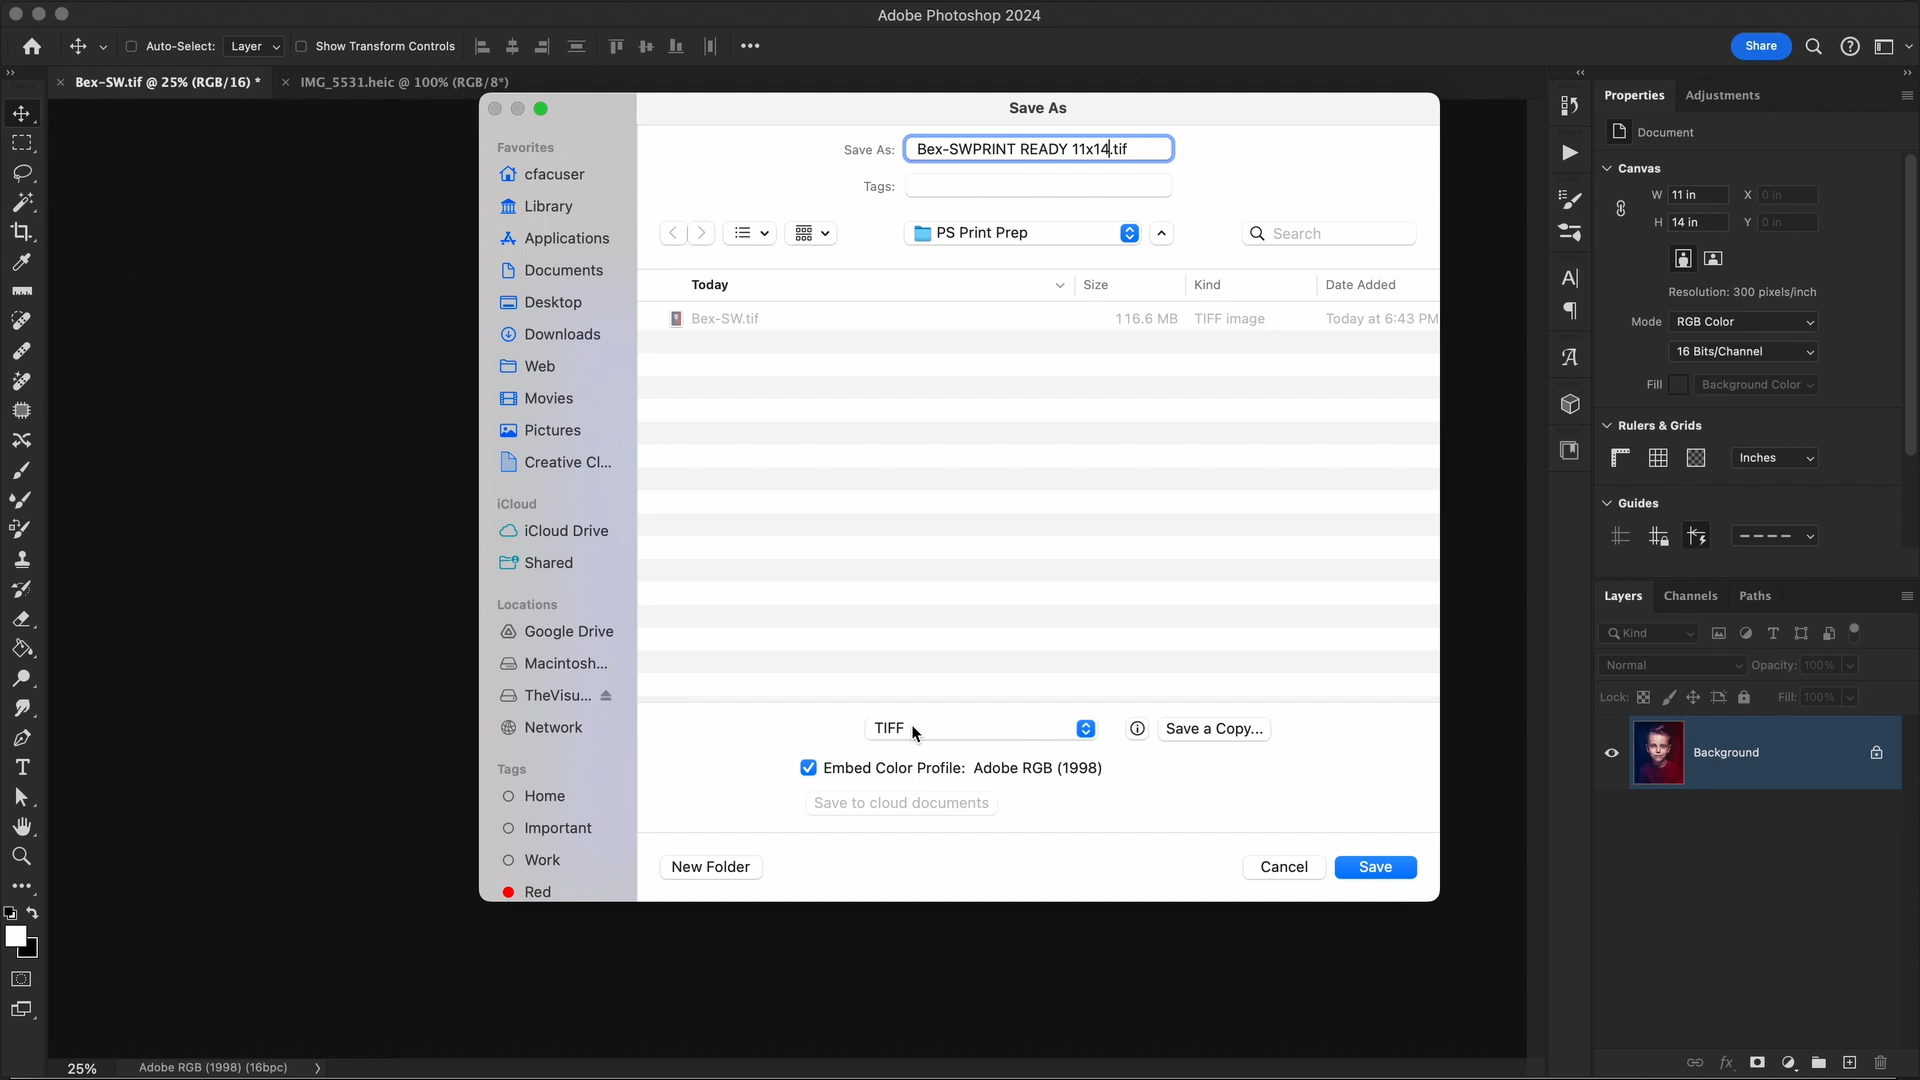 Adobe Photoshop 2024
Auto-Select: Layer Show Transform Controls
Share
Bex-SW.tif @ 25% (RGB/16) *
IMG_5531.heic @ 100% (RGB/8*)
Save As
Favorites
cfacuser
Library
Applications
Documents
Desktop
Downloads
Web
Movies
Pictures
Creative Cl...
iCloud
iCloud Drive
Shared
Locations
Google Drive
Macintosh...
TheVisu...
Network
Tags
Home
Important
Work
Red
Save As: Bex-SWPRINT READY 11x14.tif
Tags:
PS Print Prep
Search
Today Size Kind Date Added
Bex-SW.tif 116.6 MB TIFF image Today at 6:43 PM
TIFF
Save a Copy...
Embed Color Profile: Adobe RGB (1998)
Save to cloud documents
New Folder
Cancel
Save
Properties Adjustments
Document
Canvas
W 11 in X 0 in
H 14 in Y 0 in
Resolution: 300 pixels/inch
Mode RGB Color
16 Bits/Channel
Fill Background Color
Rulers & Grids
Inches
Guides
Layers Channels Paths
Kind
Normal Opacity: 100%
Lock: Fill: 100%
Background
25% Adobe RGB (1998) (16bpc)